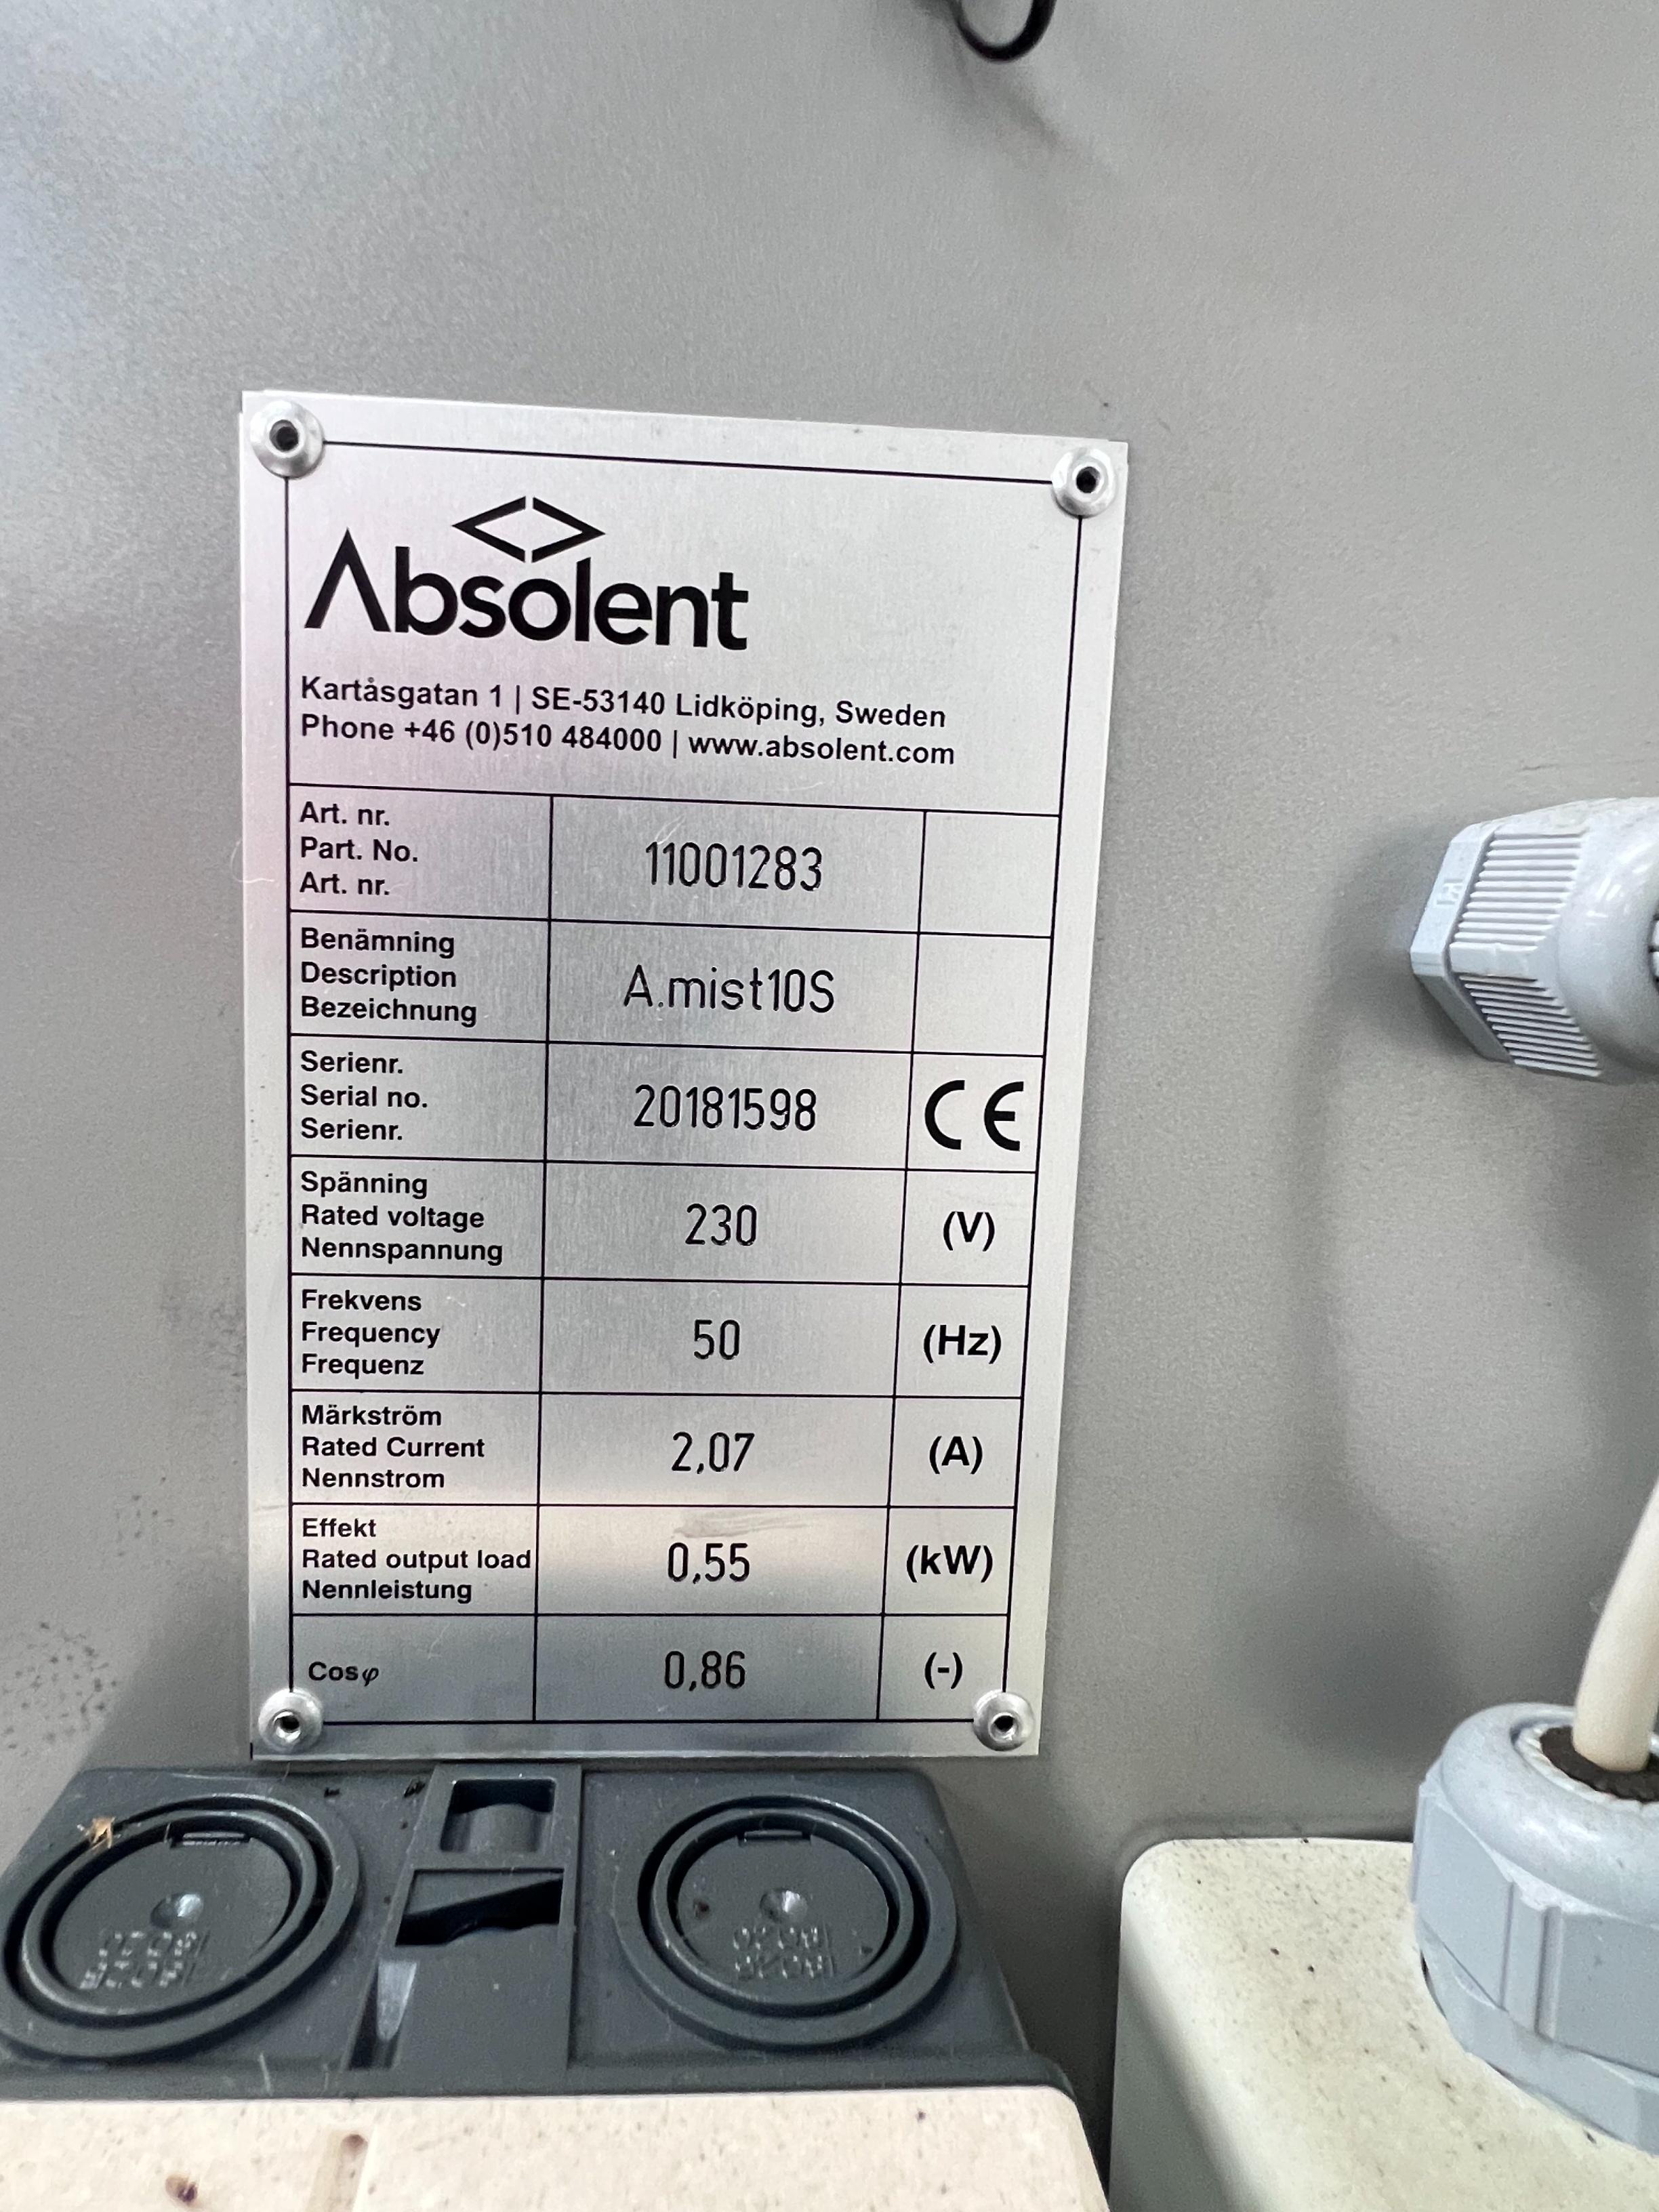 Absolent
Kartåsgatan 1 | SE-53140 Lidköping, Sweden
Phone +46 (0)510 484000 | www.absolent.com
Art. nr.
Part. No.
Art. nr.
11001283
Benämning
Description
Bezeichnung
A.mist10S
Serienr.
Serial no.
Serienr.
20181598
CE
Spänning
Rated voltage
Nennspannung
230
(V)
Frekvens
Frequency
Frequenz
50
(Hz)
Märkström
Rated Current
Nennstrom
2,07
(A)
Effekt
Rated output load
Nennleistung
0,55
(kW)
Cosφ
0,86
(-)